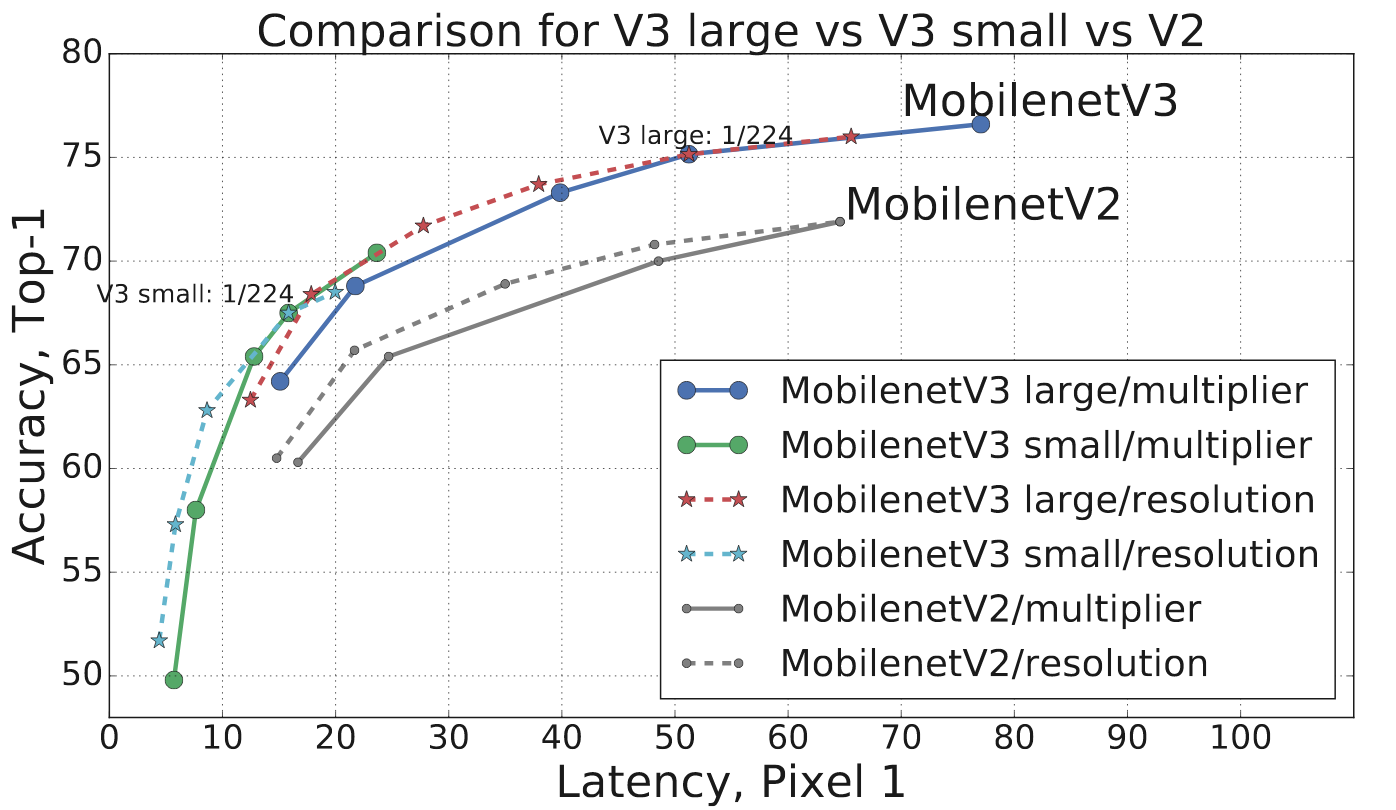 Comparison for V3 large vs V3 small vs V2
80
75
70
65
60
55
50
Accuracy, Top-1
MobilenetV3
V3 large: 1/224
MobilenetV2
V3 small: 1/224
MobilenetV3 large/multiplier
MobilenetV3 small/multiplier
MobilenetV3 large/resolution
MobilenetV3 small/resolution
MobilenetV2/multiplier
MobilenetV2/resolution
0 10 20 30 40 50 60 70 80 90 100
Latency, Pixel 1